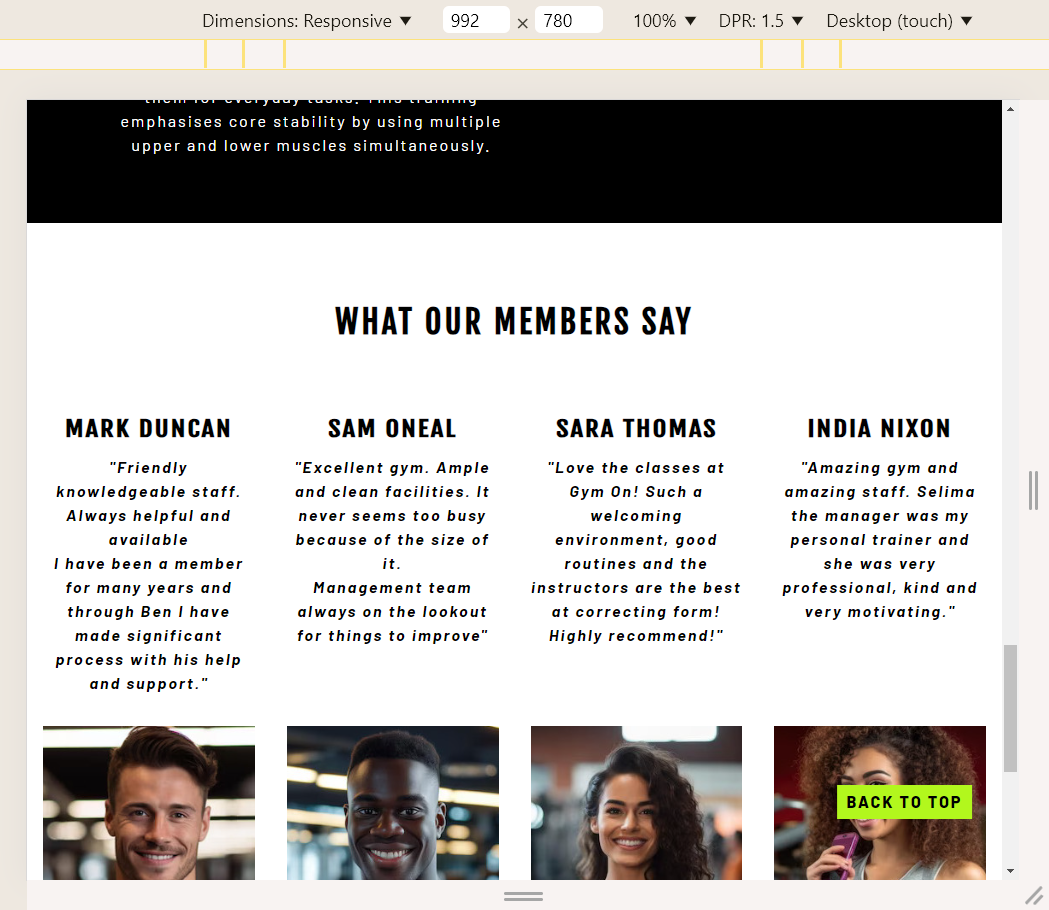 Dimensions: Responsive ▼ 992 × 780 100% ▼ DPR: 1.5 ▼ Desktop (touch) ▼
them for everyday tasks. This training
emphasises core stability by using multiple
upper and lower muscles simultaneously.
WHAT OUR MEMBERS SAY
MARK DUNCAN
"Friendly
knowledgeable staff.
Always helpful and
available
I have been a member
for many years and
through Ben I have
made significant
process with his help
and support."
SAM ONEAL
"Excellent gym. Ample
and clean facilities. It
never seems too busy
because of the size of
it.
Management team
always on the lookout
for things to improve"
SARA THOMAS
"Love the classes at
Gym On! Such a
welcoming
environment, good
routines and the
instructors are the best
at correcting form!
Highly recommend!"
INDIA NIXON
"Amazing gym and
amazing staff. Selima
the manager was my
personal trainer and
she was very
professional, kind and
very motivating."
BACK TO TOP